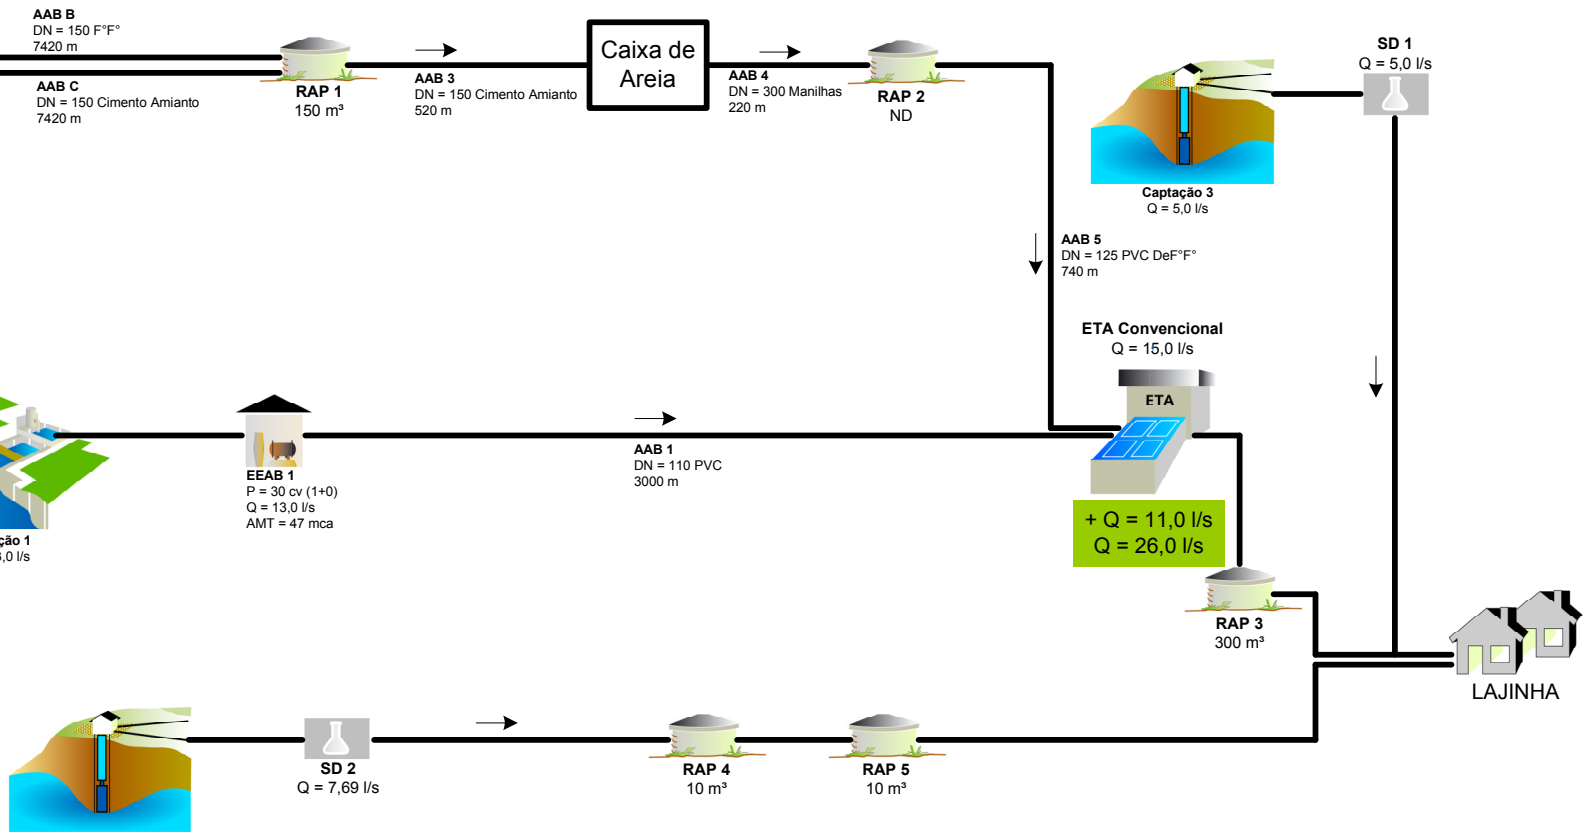 AAB B
DN = 150 F°F°
7420 m
AAB C
DN = 150 Cimento Amianto
7420 m
RAP 1
150 m³
AAB 3
DN = 150 Cimento Amianto
520 m
Caixa de
Areia
AAB 4
DN = 300 Manilhas
220 m
RAP 2
ND
SD 1
Q = 5,0 l/s
Captação 3
Q = 5,0 l/s
AAB 5
DN = 125 PVC DeF°F°
740 m
ETA Convencional
Q = 15,0 l/s
ETA
+ Q = 11,0 l/s
Q = 26,0 l/s
EEAB 1
P = 30 cv (1+0)
Q = 13,0 l/s
AMT = 47 mca
AAB 1
DN = 110 PVC
3000 m
ção 1
,0 l/s
RAP 3
300 m³
LAJINHA
SD 2
Q = 7,69 l/s
RAP 4
10 m³
RAP 5
10 m³